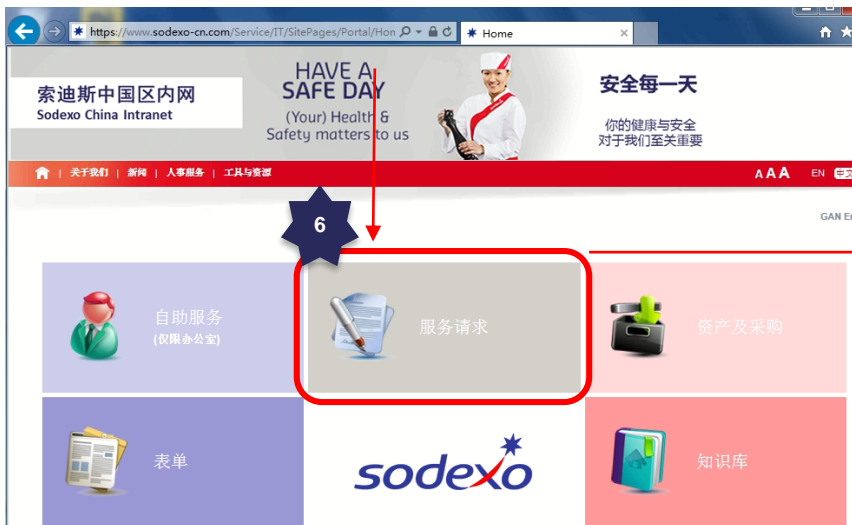 https://www.sodexo-cn.com/Service/IT/SitePages/Portal/Hon
Home
索迪斯中国区内网
Sodexo China Intranet
HAVE A
SAFE DAY
(Your) Health &
Safety matters to us
安全每一天
你的健康与安全
对于我们至关重要
关于我们 | 新闻 | 人事服务 | 工具与资源
A A A EN 中文
GAN
6
自助服务
(仅限办公室)
服务请求
资产及采购
表单
sodexo
知识库